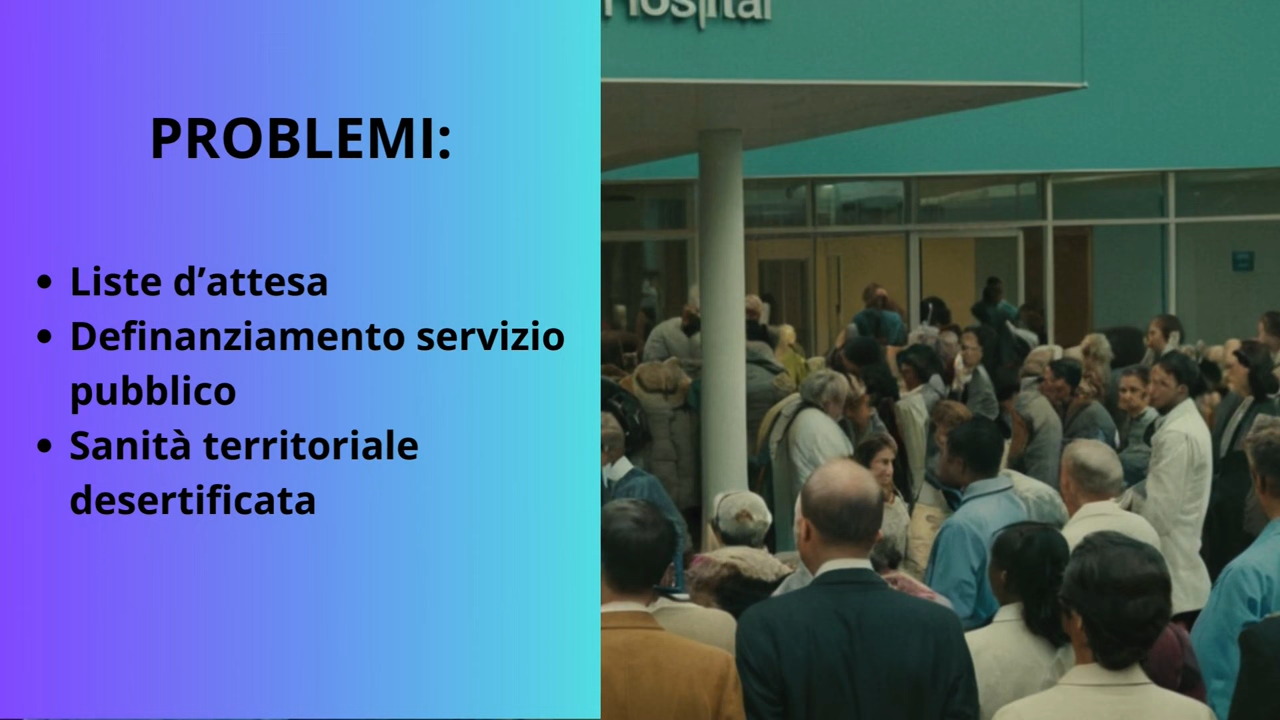 PROBLEMI:
• Liste d’attesa
• Definanziamento servizio
pubblico
• Sanità territoriale
desertificata